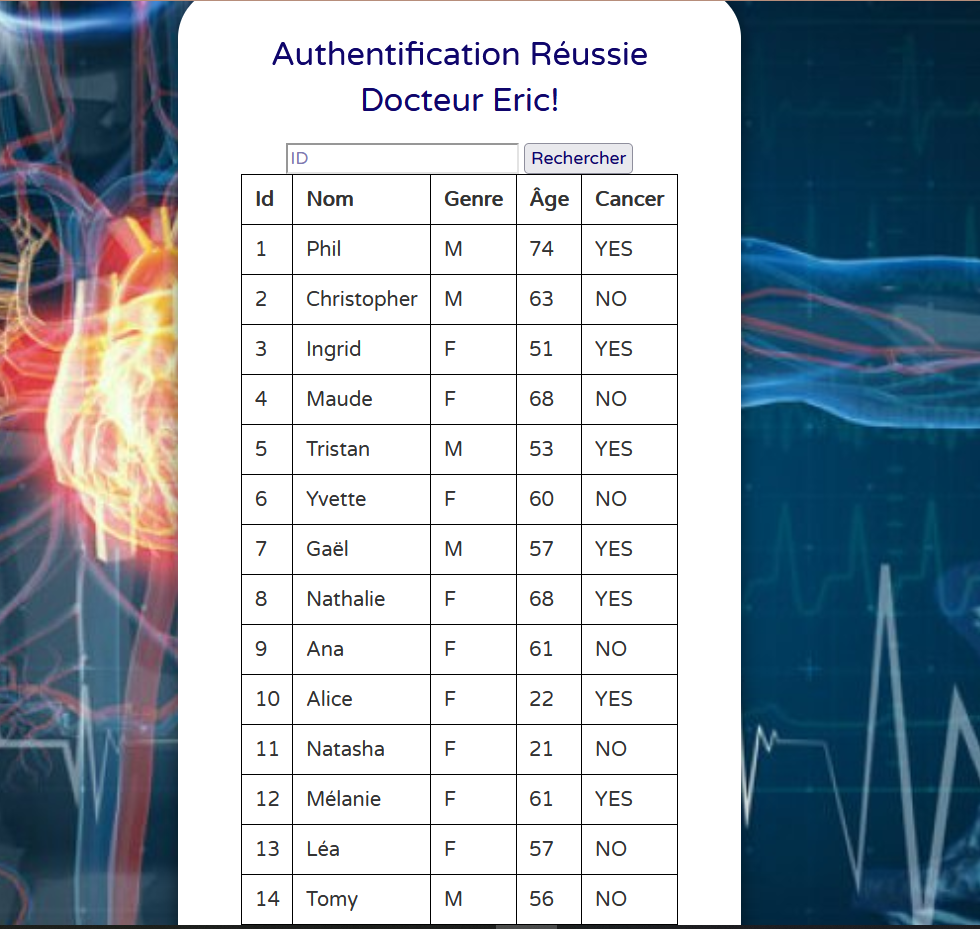 Authentification Réussie
Docteur Eric!
ID Rechercher
Id Nom Genre Âge Cancer
1 Phil M 74 YES
2 Christopher M 63 NO
3 Ingrid F 51 YES
4 Maude F 68 NO
5 Tristan M 53 YES
6 Yvette F 60 NO
7 Gaël M 57 YES
8 Nathalie F 68 YES
9 Ana F 61 NO
10 Alice F 22 YES
11 Natasha F 21 NO
12 Mélanie F 61 YES
13 Léa F 57 NO
14 Tomy M 56 NO